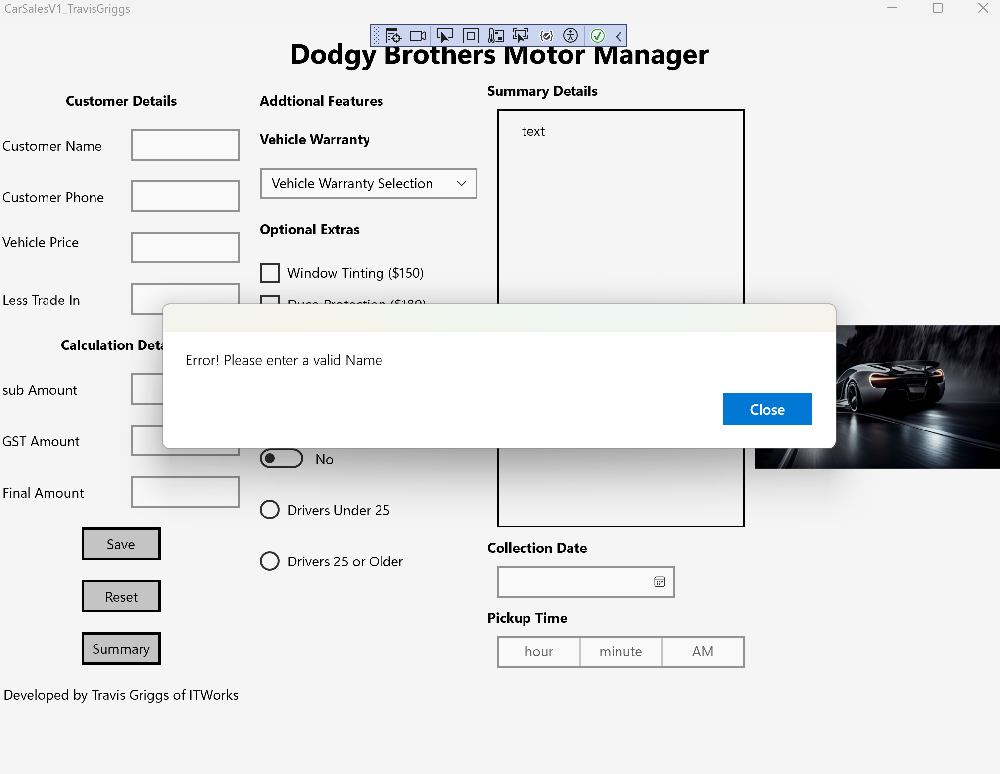 CarSalesV1_TravisGriggs
Dodgy Brothers Motor Manager
Customer Details
Customer Name
Customer Phone
Vehicle Price
Less Trade In
Calculation Deta
sub Amount
GST Amount
Final Amount
Save
Reset
Summary
Developed by Travis Griggs of ITWorks
Addtional Features
Vehicle Warranty
Vehicle Warranty Selection
Optional Extras
Window Tinting ($150)
Duco Protection ($180)
Error! Please enter a valid Name
Close
No
Drivers Under 25
Drivers 25 or Older
Summary Details
text
Collection Date
Pickup Time
hour minute AM